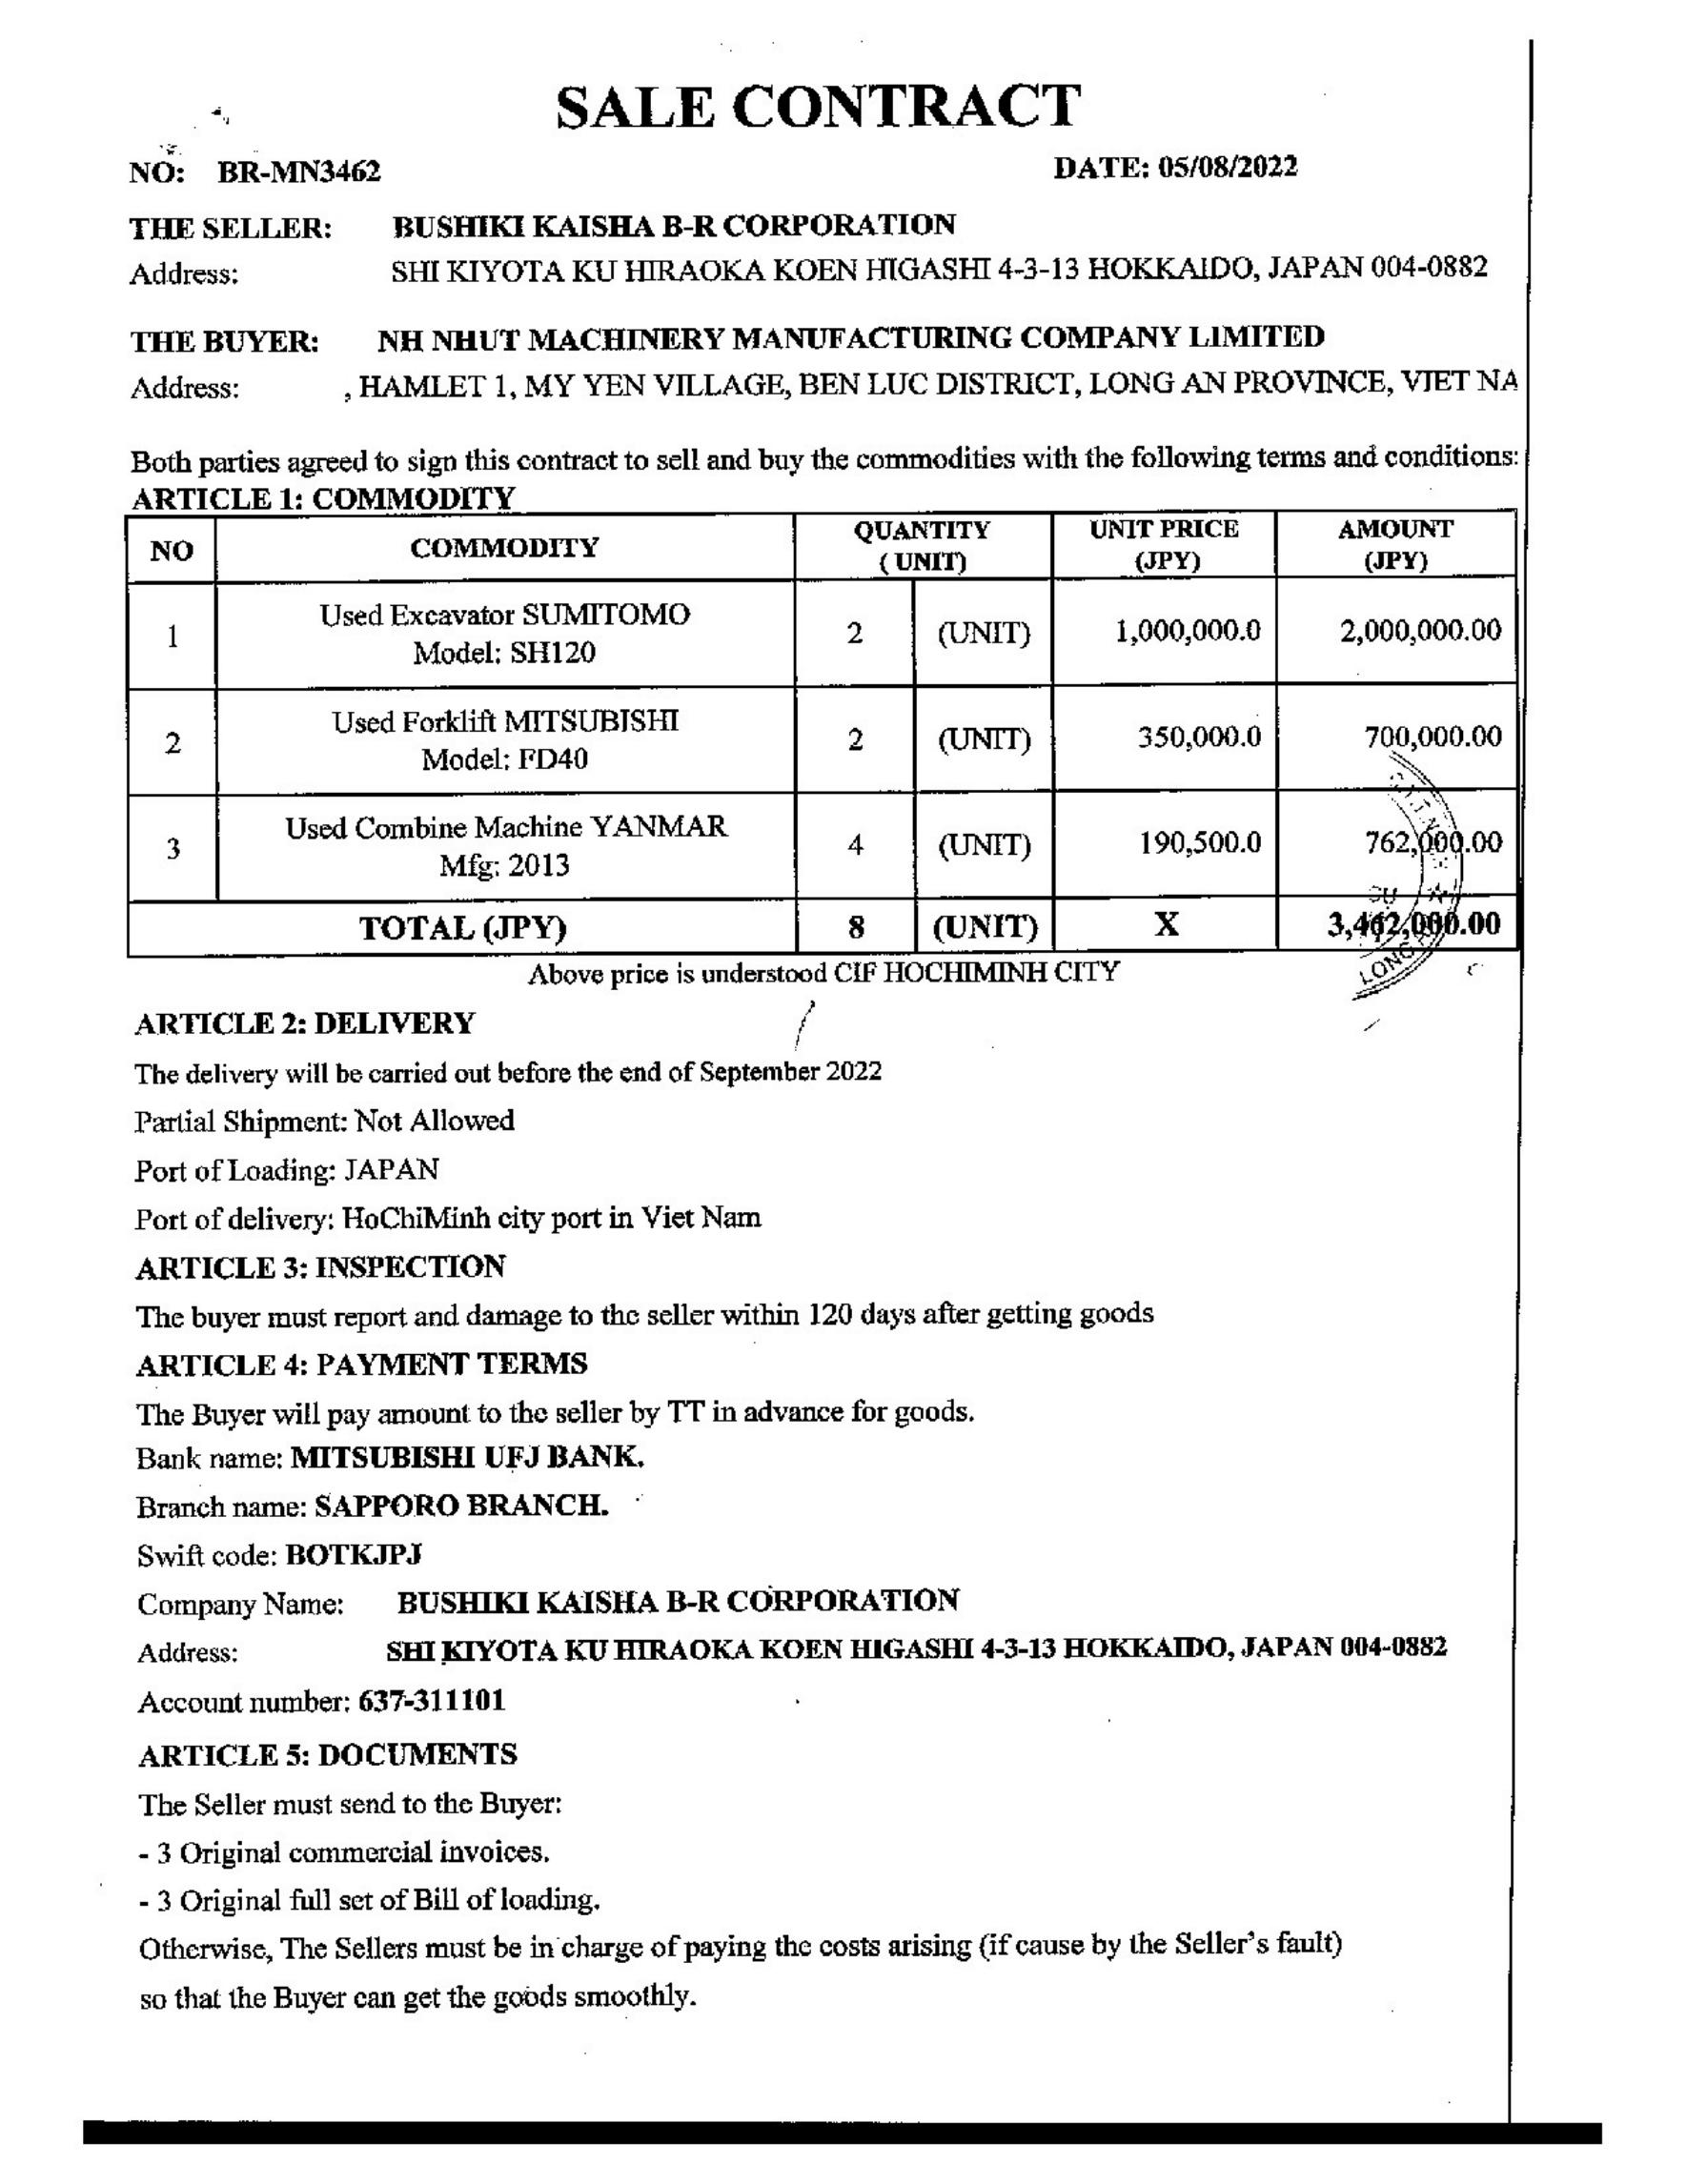 SALE CONTRACT
NO: BR-MN3462 DATE: 05/08/2022
THE SELLER: BUSHIKI KAISHA B-R CORPORATION
Address: SHI KIYOTA KU HIRAOKA KOEN HIGASHI 4-3-13 HOKKAIDO, JAPAN 004-0882
THE BUYER: NH NHUT MACHINERY MANUFACTURING COMPANY LIMITED
Address: , HAMLET 1, MY YEN VILLAGE, BEN LUC DISTRICT, LONG AN PROVINCE, VIET NA
Both parties agreed to sign this contract to sell and buy the commodities with the following terms and conditions:
ARTICLE 1: COMMODITY
NO COMMODITY QUANTITY (UNIT) UNIT PRICE (JPY) AMOUNT (JPY)
1 Used Excavator SUMITOMO Model: SH120 2 (UNIT) 1,000,000.0 2,000,000.00
2 Used Forklift MITSUBISHI Model: FD40 2 (UNIT) 350,000.0 700,000.00
3 Used Combine Machine YANMAR Mfg: 2013 4 (UNIT) 190,500.0 762,000.00
TOTAL (JPY) 8 (UNIT) X 3,462,000.00
LONG
Above price is understood CIF HOCHIMINH CITY
ARTICLE 2: DELIVERY
The delivery will be carried out before the end of September 2022
Partial Shipment: Not Allowed
Port of Loading: JAPAN
Port of delivery: HoChiMinh city port in Viet Nam
ARTICLE 3: INSPECTION
The buyer must report and damage to the seller within 120 days after getting goods
ARTICLE 4: PAYMENT TERMS
The Buyer will pay amount to the seller by TT in advance for goods.
Bank name: MITSUBISHI UFJ BANK.
Branch name: SAPPORO BRANCH.
Swift code: BOTKJPJ
Company Name: BUSHIKI KAISHA B-R CORPORATION
Address: SHI KIYOTA KU HIRAOKA KOEN HIGASHI 4-3-13 HOKKAIDO, JAPAN 004-0882
Account number: 637-311101
ARTICLE 5: DOCUMENTS
The Seller must send to the Buyer:
- 3 Original commercial invoices.
- 3 Original full set of Bill of loading.
Otherwise, The Sellers must be in charge of paying the costs arising (if cause by the Seller's fault)
so that the Buyer can get the goods smoothly.